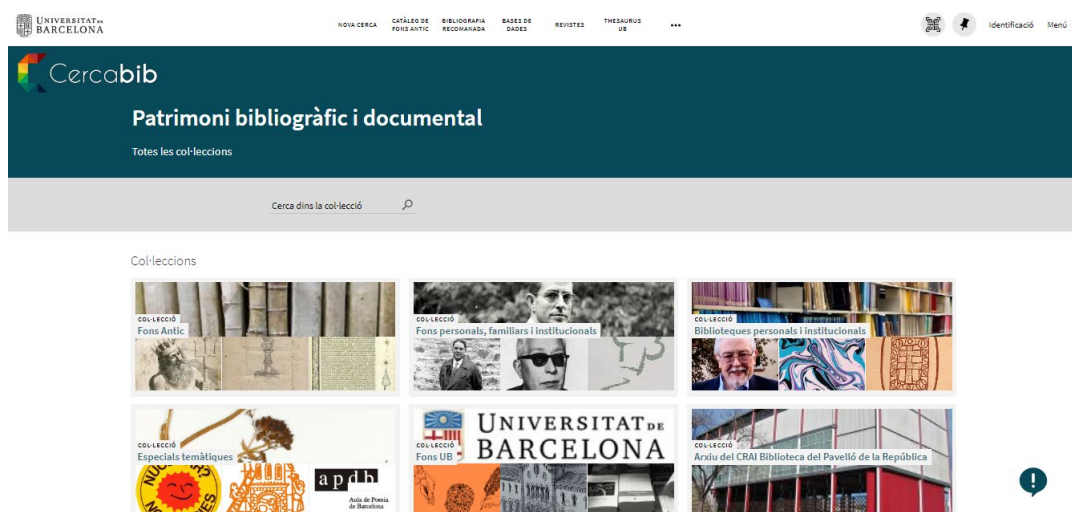 UNIVERSITAT DE
BARCELONA
NOVA CERCA
CATÀLEG DE
FONS ANTIC
BIBLIOGRAFIA
RECOMANADA
BASES DE
DADES
REVISTES
THESAURUS
UB
•••
Identificació
Menú
Cercabib
Patrimoni bibliogràfic i documental
Totes les col·leccions
Cerca dins la col·lecció
Col·leccions
COL·LECCIÓ
Fons Antic
COL·LECCIÓ
Fons personals, familiars i institucionals
COL·LECCIÓ
Biblioteques personals i institucionals
COL·LECCIÓ
Especials temàtiques
NUCLEARS?
apdb
Aula de Poesia
de Barcelona
UNIVERSITAT DE
BARCELONA
COL·LECCIÓ
Fons UB
COL·LECCIÓ
Arxiu del CRAI Biblioteca del Pavelló de la República